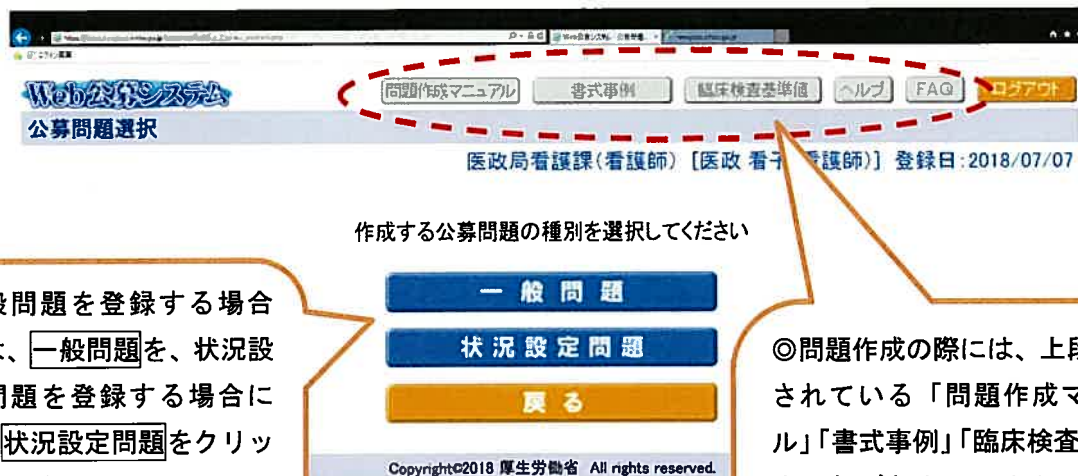 Web公募システム
問題作成マニュアル 書式事例 臨床検査基準値 ヘルプ FAQ ログアウト
公募問題選択
医政局看護課(看護師) [医政 看子 看護師)] 登録日:2018/07/07
作成する公募問題の種別を選択してください
一般問題
状況設定問題
戻る
Copyright©2018 厚生労働省 All rights reserved.
般問題を登録する場合
は、一般問題を、状況設
問題を登録する場合に
状況設定問題をクリッ
◎問題作成の際には、上段
されている「問題作成マ
ル」「書式事例」「臨床検査